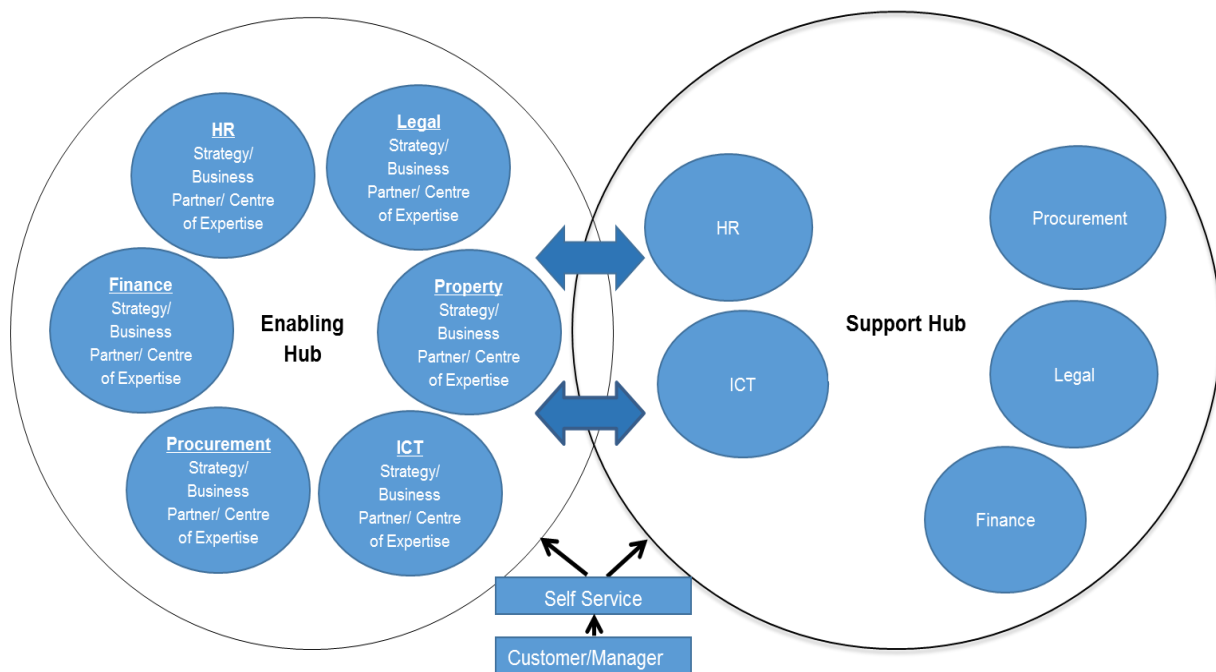 HR
Strategy/
Business
Partner/ Centre
of Expertise
Legal
Strategy/
Business
Partner/ Centre
of Expertise
Finance
Strategy/
Business
Partner/ Centre
of Expertise
Enabling
Hub
Property
Strategy/
Business
Partner/ Centre
of Expertise
Procurement
Strategy/
Business
Partner/ Centre
of Expertise
ICT
Strategy/
Business
Partner/ Centre
of Expertise
HR
Procurement
Support Hub
ICT
Legal
Finance
Self Service
Customer/Manager